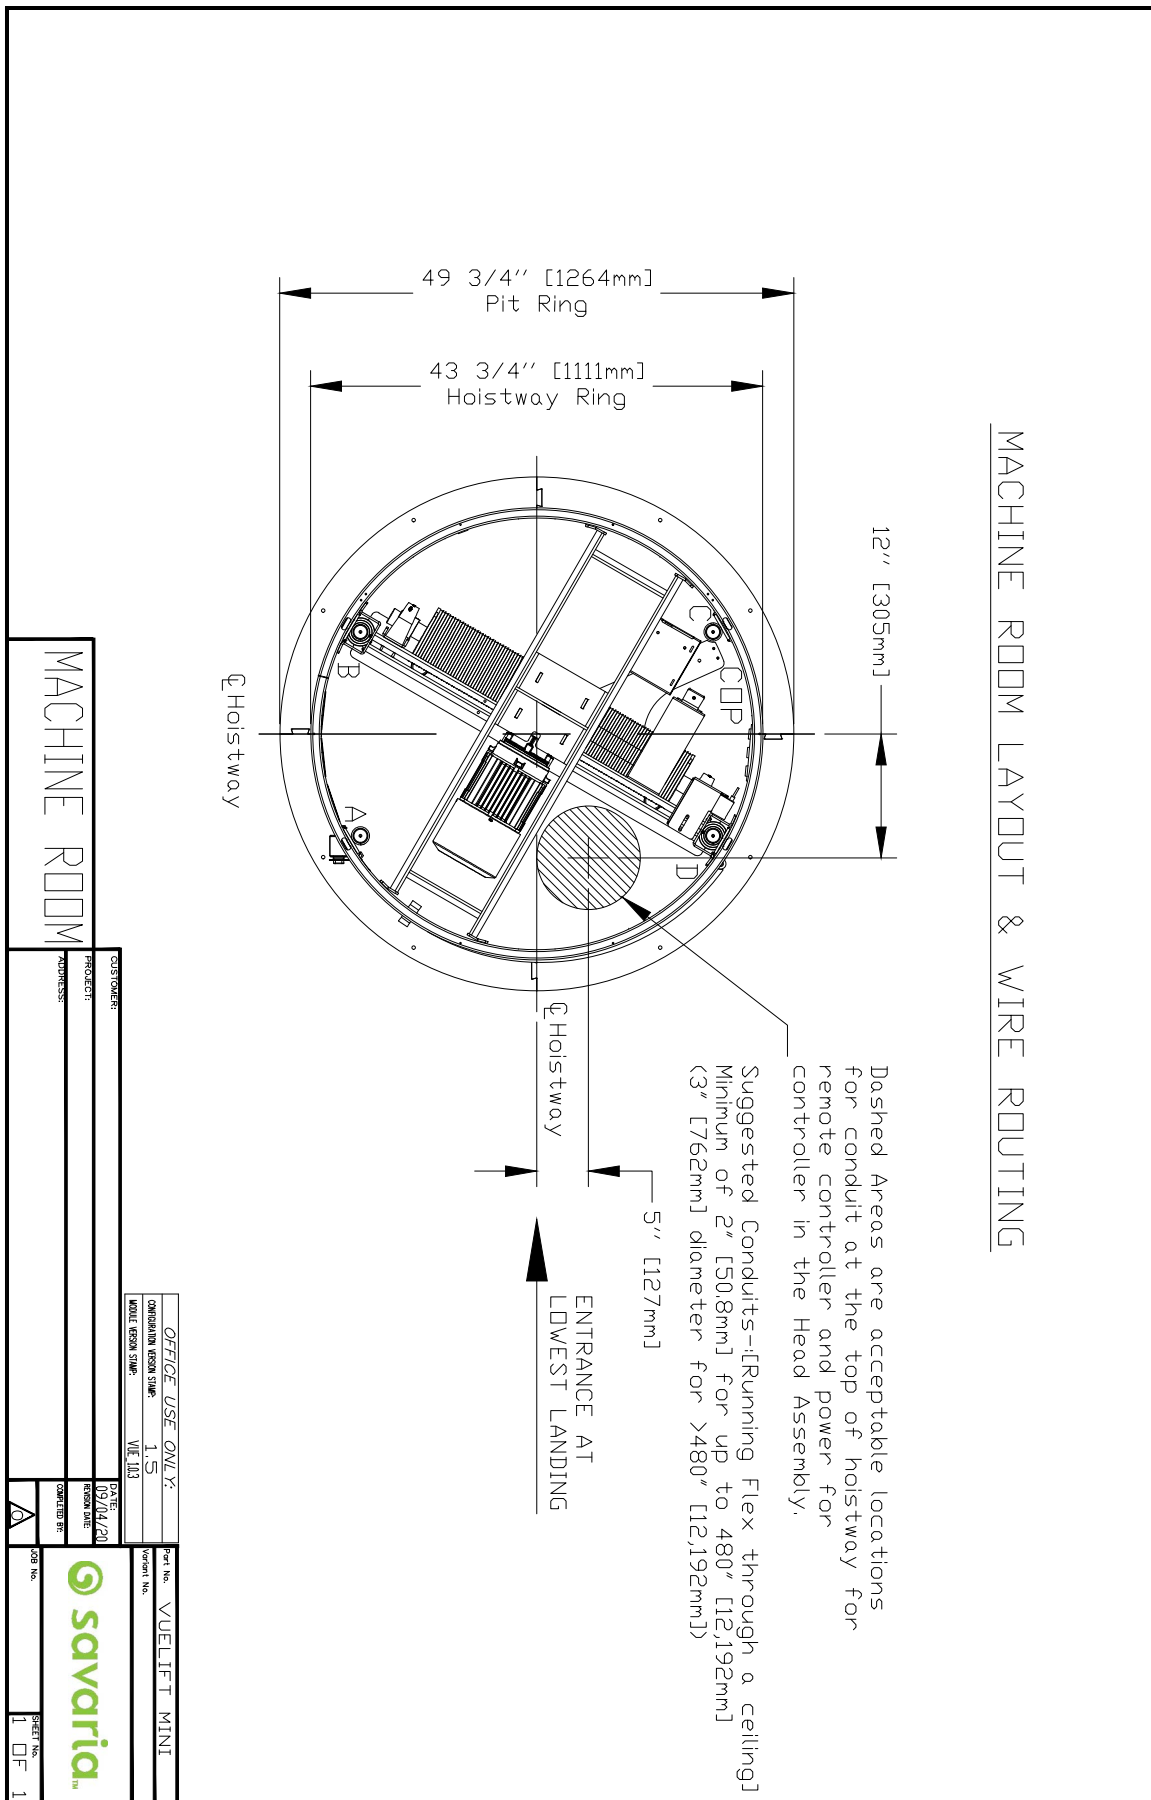 MACHINE ROOM LAYOUT & WIRE ROUTING
49 3/4'' [1264mm]
Pit Ring
43 3/4'' [1111mm]
Hoistway Ring
12'' [305mm]
C
COP
B
A
D
℄ Hoistway
℄ Hoistway
5'' [127mm]
ENTRANCE AT
LOWEST LANDING
Dashed Areas are acceptable locations
for conduit at the top of hoistway for
remote controller and power for
controller in the Head Assembly.
Suggested Conduits-:[Running Flex through a ceiling]
Minimum of 2" [50.8mm] for up to 480" [12,192mm]
(3" [762mm] diameter for >480" [12,192mm])
MACHINE ROOM
CUSTOMER:
PROJECT:
ADDRESS:
OFFICE USE ONLY:
CONFIGURATION VERSION STAMP: 1.5
MODULE VERSION STAMP: VUE_1.0.3
DATE:
09/04/20
REVISION DATE:
COMPLETED BY:
0
Part No. VUELIFT MINI
Variant No.
savaria™
JOB No.
SHEET No.
1 OF 1